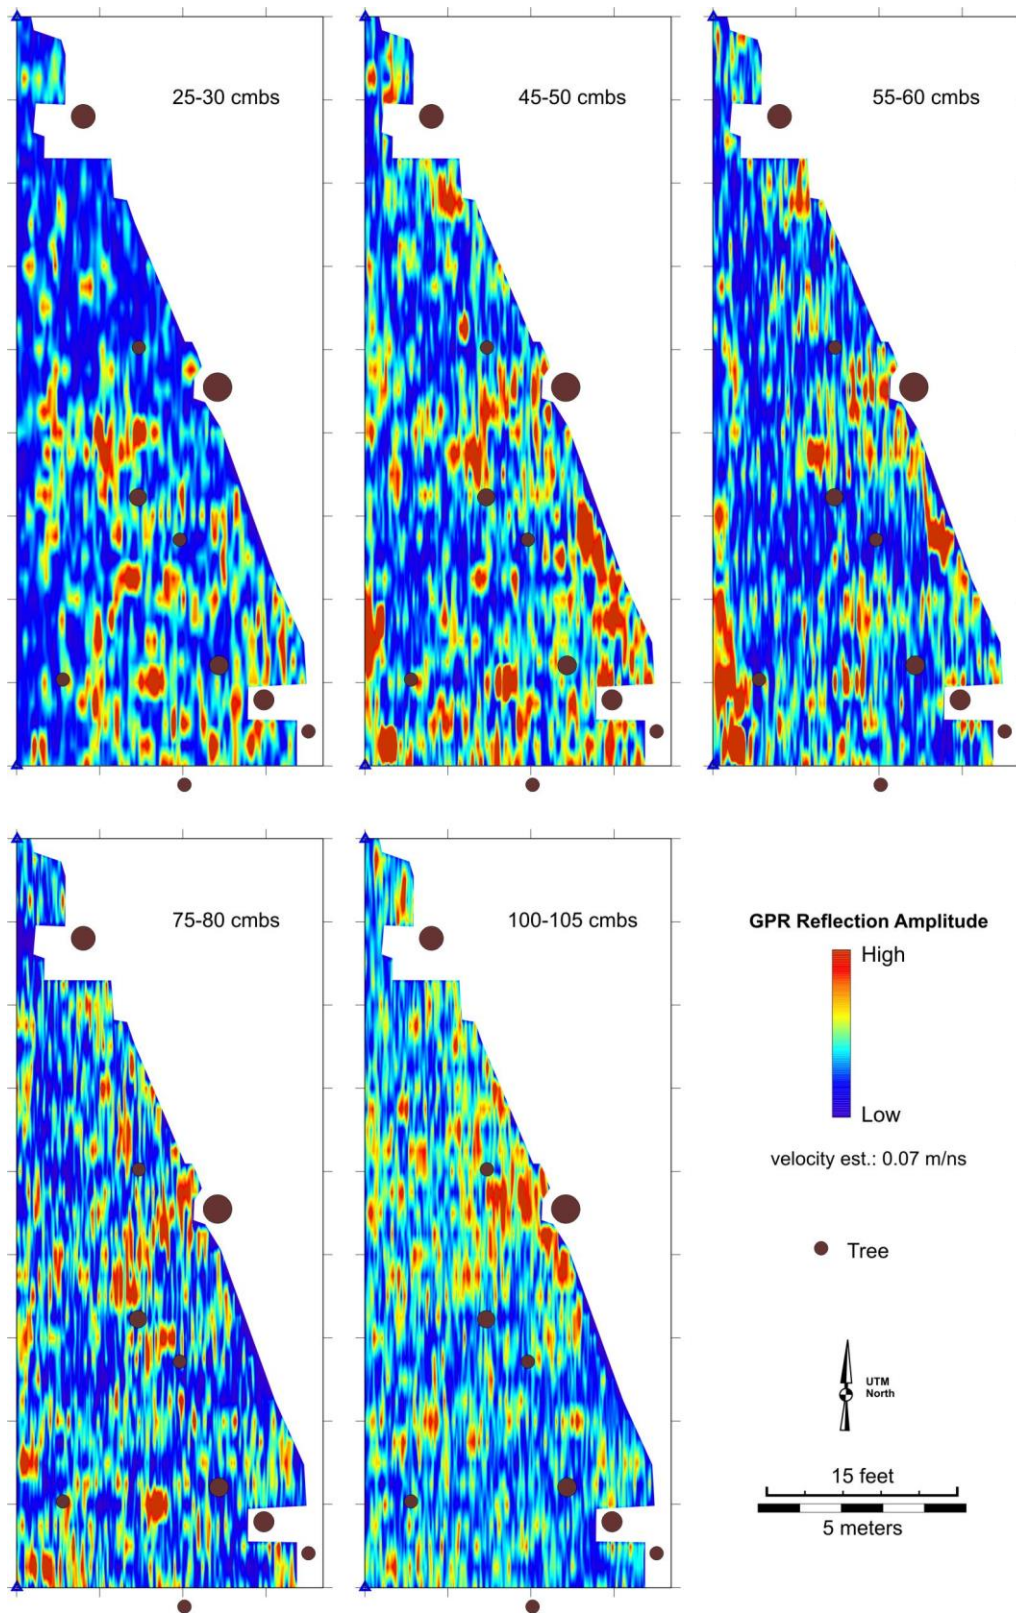 25-30 cmbs
45-50 cmbs
55-60 cmbs
75-80 cmbs
100-105 cmbs
GPR Reflection Amplitude
High
Low
velocity est.: 0.07 m/ns
Tree
UTM
North
15 feet
5 meters